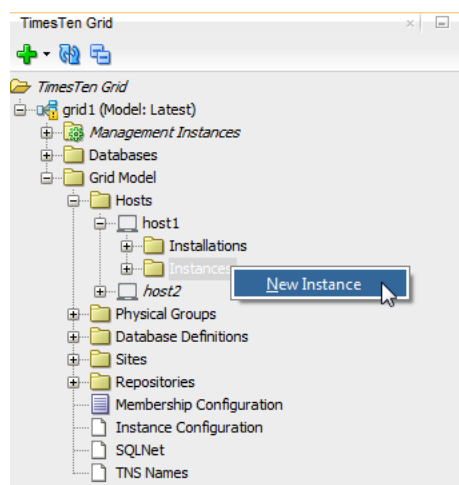 TimesTen Grid
TimesTen Grid
grid1 (Model: Latest)
Management Instances
Databases
Grid Model
Hosts
host1
Installations
Instances
New Instance
host2
Physical Groups
Database Definitions
Sites
Repositories
Membership Configuration
Instance Configuration
SQLNet
TNS Names